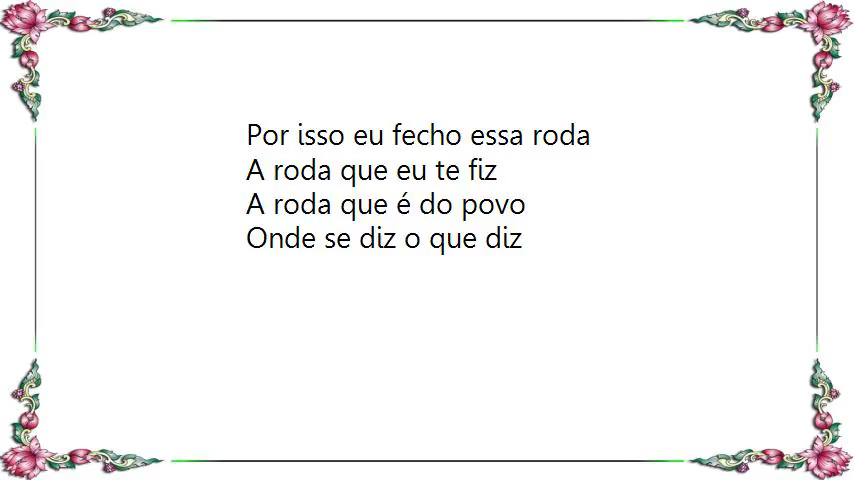 Por isso eu fecho essa roda
A roda que eu te fiz
A roda que é do povo
Onde se diz o que diz